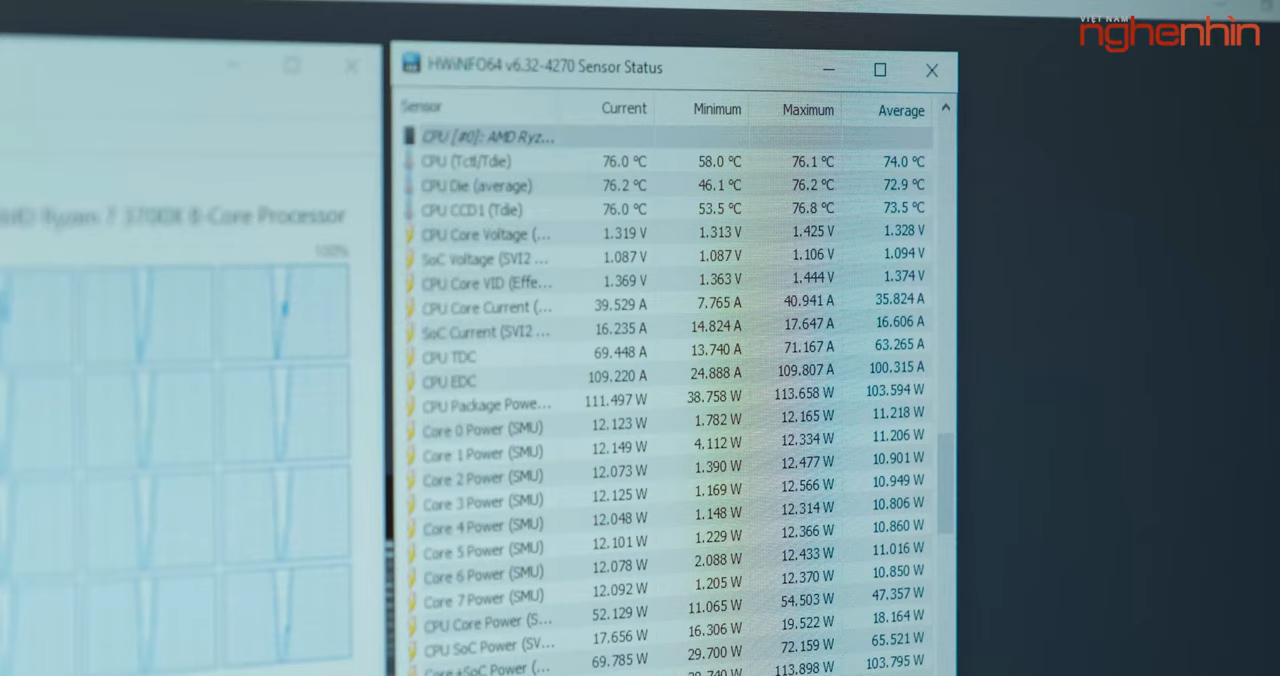 VIỆT NAM
nghenhìn
HWiNFO64 v6.32-4270 Sensor Status
Sensor Current Minimum Maximum Average
CPU [#0]: AMD Ryz...
CPU (Tctl/Tdie) 76.0 °C 58.0 °C 76.1 °C 74.0 °C
CPU Die (average) 76.2 °C 46.1 °C 76.2 °C 72.9 °C
CPU CCD1 (Tdie) 76.0 °C 53.5 °C 76.8 °C 73.5 °C
CPU Core Voltage (... 1.319 V 1.313 V 1.425 V 1.328 V
SoC Voltage (SVI2 ... 1.087 V 1.087 V 1.106 V 1.094 V
CPU Core VID (Effe... 1.369 V 1.363 V 1.444 V 1.374 V
CPU Core Current (... 39.529 A 7.765 A 40.941 A 35.824 A
SoC Current (SVI2 ... 16.235 A 14.824 A 17.647 A 16.606 A
CPU TDC 69.448 A 13.740 A 71.167 A 63.265 A
CPU EDC 109.220 A 24.888 A 109.807 A 100.315 A
CPU Package Powe... 111.497 W 38.758 W 113.658 W 103.594 W
Core 0 Power (SMU) 12.123 W 1.782 W 12.165 W 11.218 W
Core 1 Power (SMU) 12.149 W 4.112 W 12.334 W 11.206 W
Core 2 Power (SMU) 12.073 W 1.390 W 12.477 W 10.901 W
Core 3 Power (SMU) 12.125 W 1.169 W 12.566 W 10.949 W
Core 4 Power (SMU) 12.048 W 1.148 W 12.314 W 10.806 W
Core 5 Power (SMU) 12.101 W 1.229 W 12.366 W 10.860 W
Core 6 Power (SMU) 12.078 W 2.088 W 12.433 W 11.016 W
Core 7 Power (SMU) 12.092 W 1.205 W 12.370 W 10.850 W
CPU Core Power (S... 52.129 W 11.065 W 54.503 W 47.357 W
CPU SoC Power (SV... 17.656 W 16.306 W 19.522 W 18.164 W
Core+SoC Power (... 69.785 W 29.700 W 72.159 W 65.521 W
113.898 W 103.795 W
Ryzen 7 3700X 8-Core Processor
100%